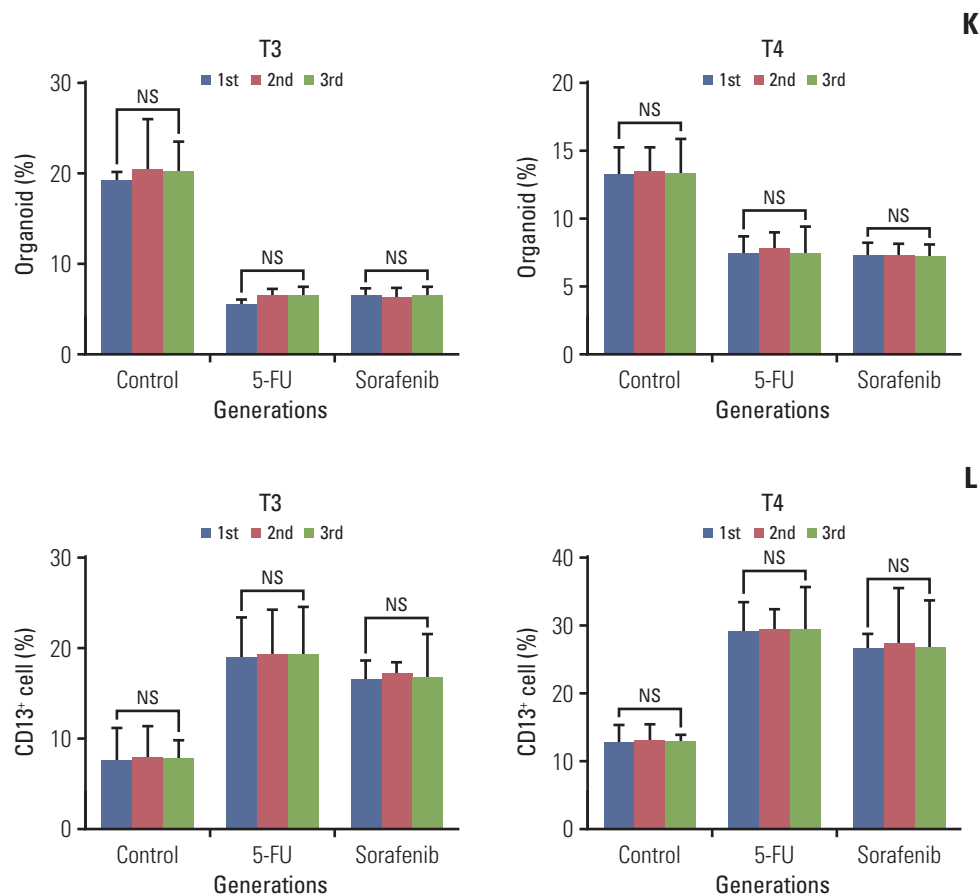 K
T3
1st 2nd 3rd
Organoid (%)
30
20
10
0
NS
NS
NS
Control 5-FU Sorafenib
Generations
T4
1st 2nd 3rd
Organoid (%)
20
15
10
5
0
NS
NS
NS
Control 5-FU Sorafenib
Generations
L
T3
1st 2nd 3rd
CD13⁺ cell (%)
30
20
10
0
NS
NS
NS
Control 5-FU Sorafenib
Generations
T4
1st 2nd 3rd
CD13⁺ cell (%)
40
30
20
10
0
NS
NS
NS
Control 5-FU Sorafenib
Generations